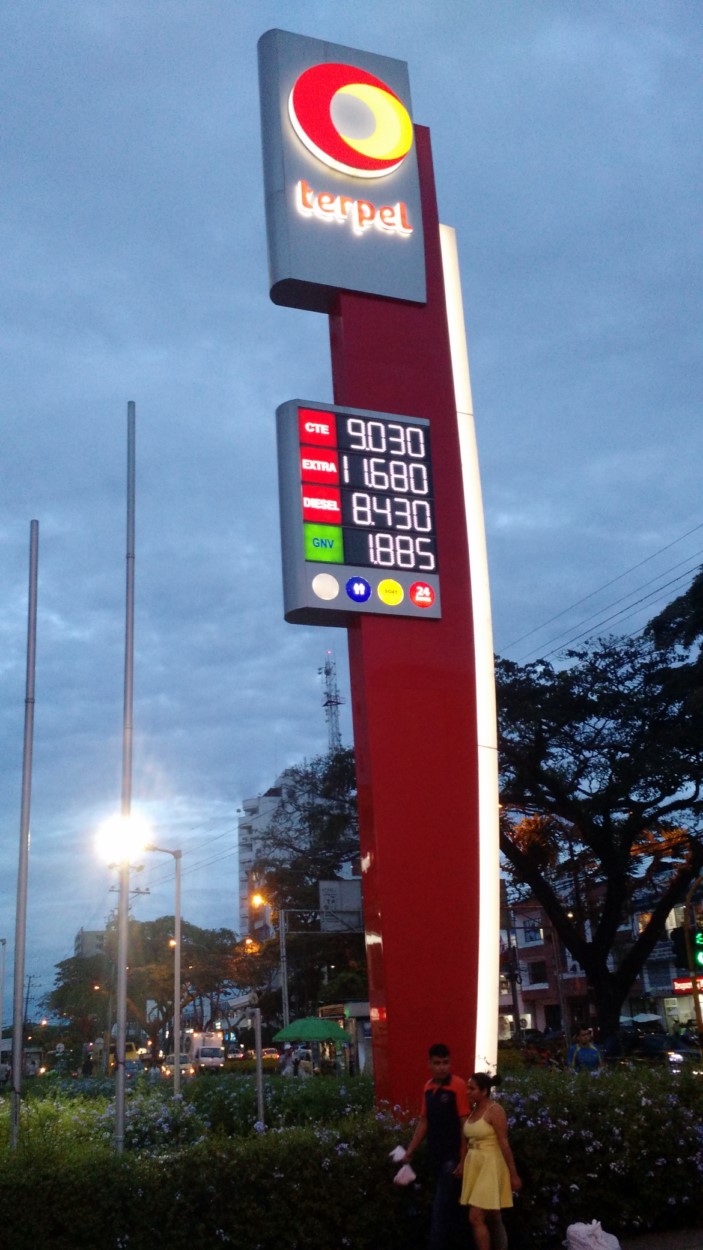 terpel
CTE 9.030
EXTRA 11.680
DIESEL 8.430
GNV 1.885
24